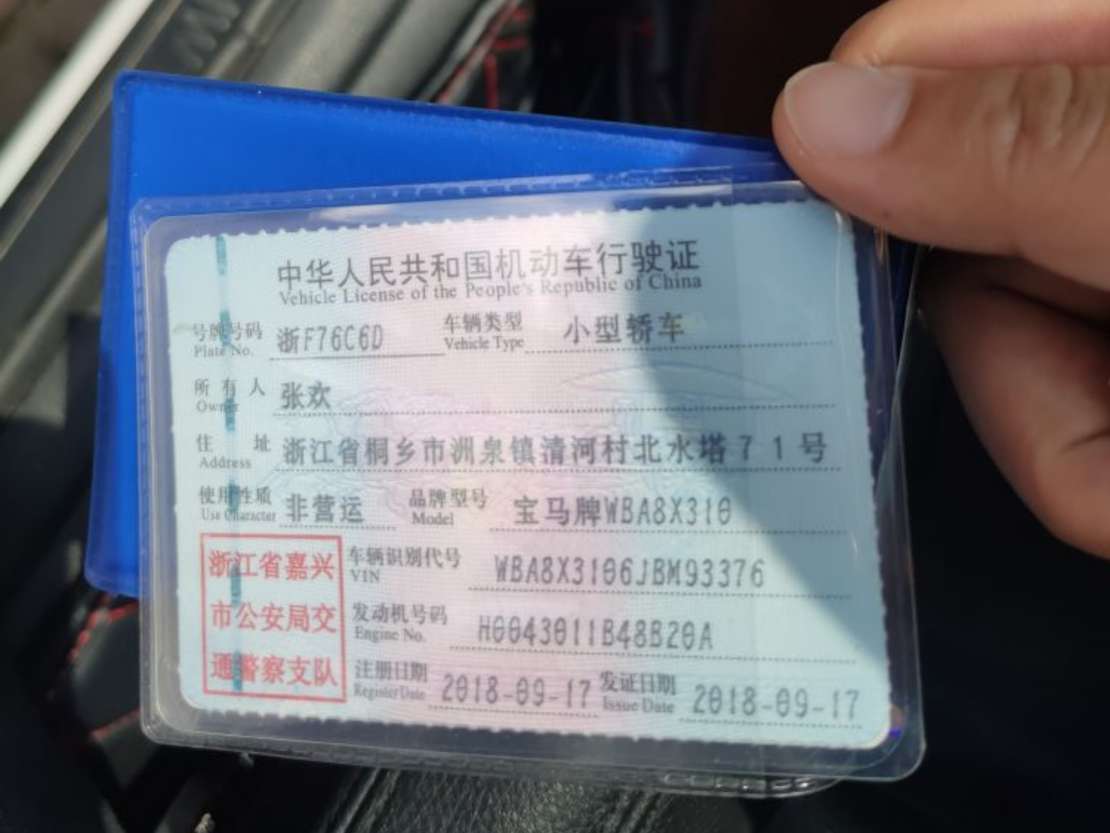 中华人民共和国机动车行驶证
Vehicle License of the People's Republic of China
号牌号码 浙F76C6D 车辆类型 小型轿车
Plate No. Vehicle Type
所有人 张欢
Owner
住址 浙江省桐乡市洲泉镇清河村北水塔71号
Address
使用性质 非营运 品牌型号 宝马牌WBA8X310
Use Character Model
浙江省嘉兴
市公安局交
通警察支队
车辆识别代号 WBA8X3106JBM93376
VIN
发动机号码 H0043011B48B20A
Engine No.
注册日期 2018-09-17 发证日期 2018-09-17
Register Date Issue Date